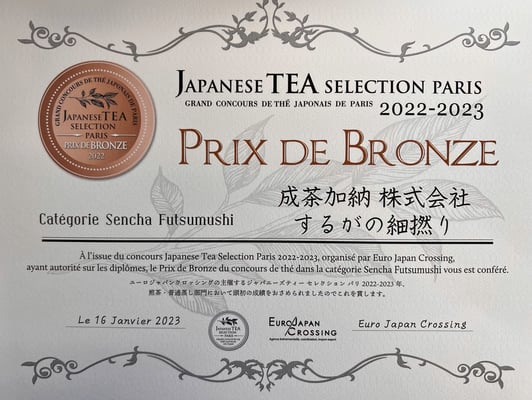 JAPANESE TEA SELECTION PARIS
GRAND CONCOURS DE THÉ JAPONAIS DE PARIS 2022-2023
GRAND CONCOURS DE THÉ JAPONAIS DE PARIS
JAPANESE TEA
SELECTION
PARIS
PRIX DE BRONZE
2022
PRIX DE BRONZE
成茶加納 株式会社
Catégorie Sencha Futsumushi
するがの細撚り
À l'issue du concours Japanese Tea Selection Paris 2022-2023, organisé par Euro Japan Crossing,
ayant autorité sur les diplômes, le Prix de Bronze du concours de thé dans la catégorie Sencha Futsumushi vous est conféré.
ユーロジャパンクロッシングの主催するジャパニーズティー セレクション パリ 2022-2023年、
煎茶・普通蒸し部門において頭初の成績をおさめられましたのでこれを賞します。
Le 16 Janvier 2023
JAPANESE TEA
SELECTION
PARIS
EUROJAPAN
CROSSING
Euro Japan Crossing